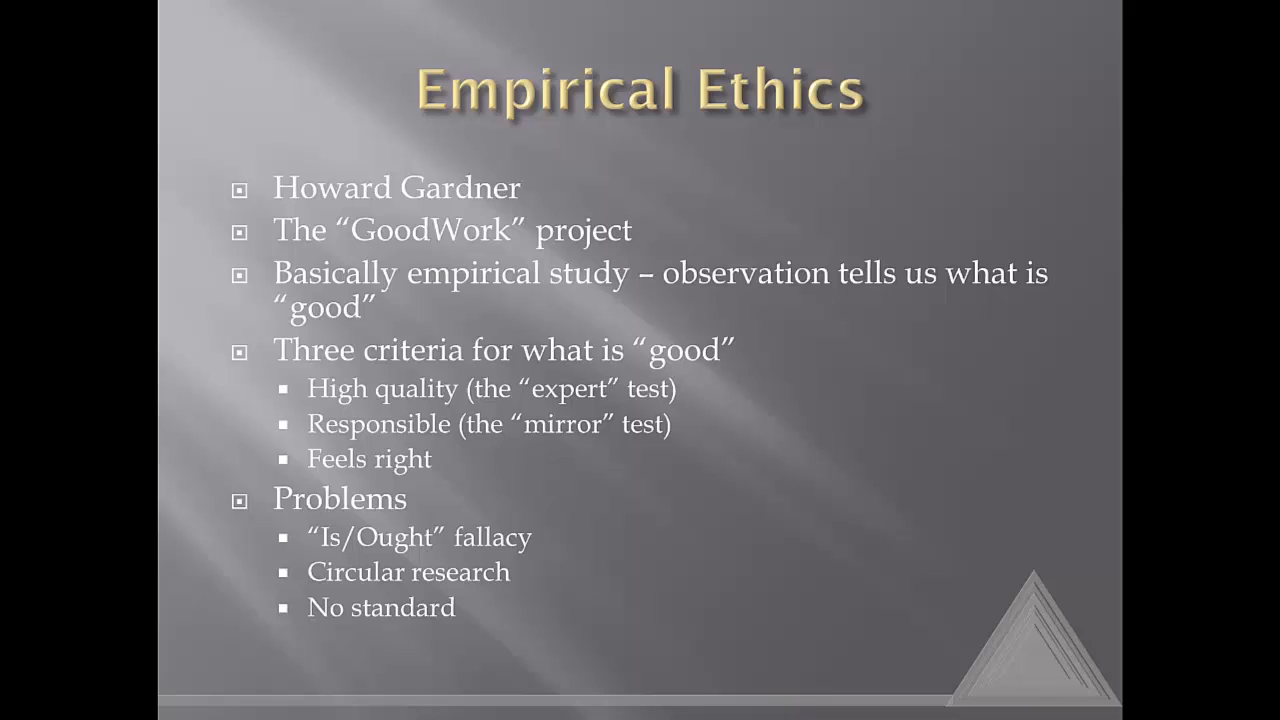 Empirical Ethics
Howard Gardner
The “GoodWork” project
Basically empirical study – observation tells us what is
“good”
Three criteria for what is “good”
High quality (the “expert” test)
Responsible (the “mirror” test)
Feels right
Problems
“Is/Ought” fallacy
Circular research
No standard